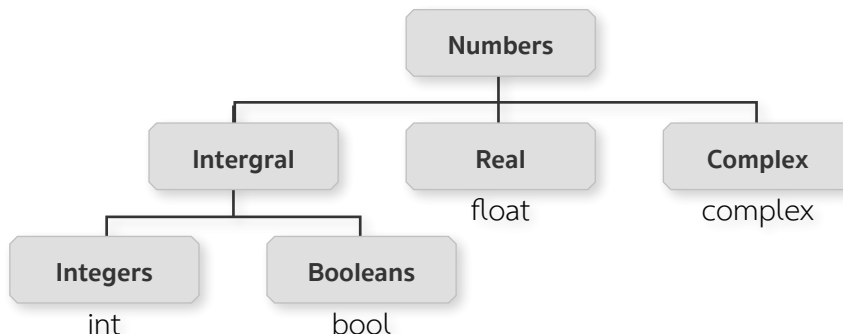 Numbers
Intergral
Real
Complex
float
complex
Integers
Booleans
int
bool